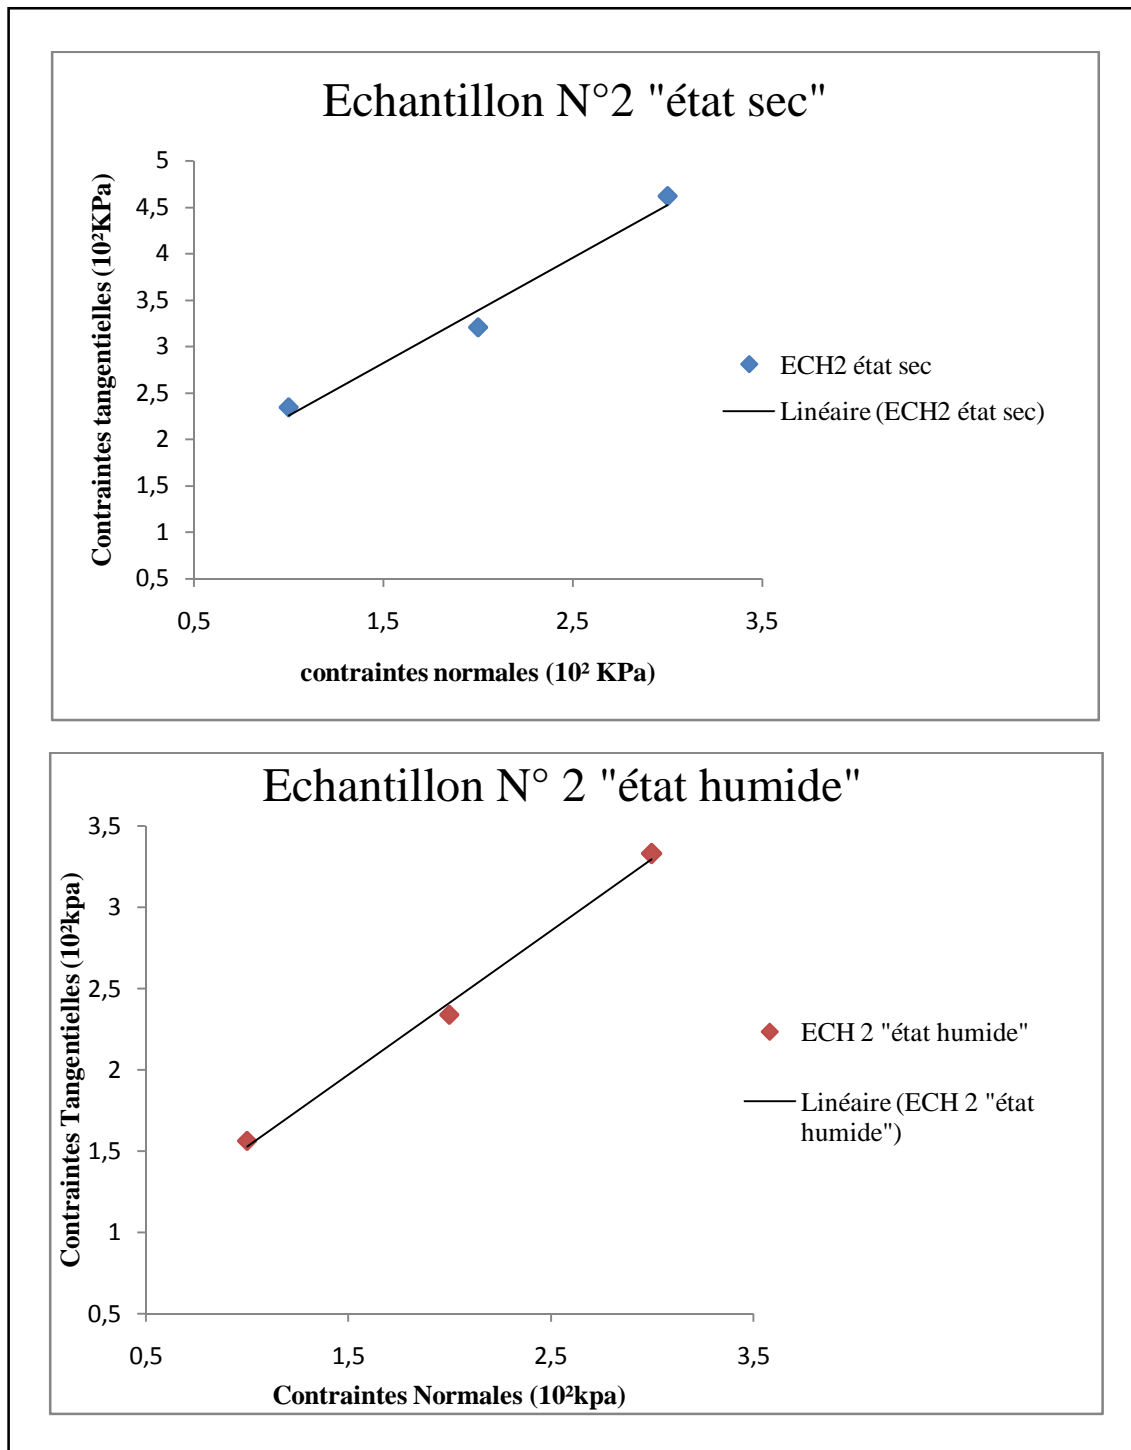 Echantillon N°2 "état sec"
Contraintes tangentielles (10²KPa)
5
4,5
4
3,5
3
2,5
2
1,5
1
0,5
0,5 1,5 2,5 3,5
contraintes normales (10² KPa)
ECH2 état sec
Linéaire (ECH2 état sec)
Echantillon N° 2 "état humide"
Contraintes Tangentielles (10²kpa)
3,5
3
2,5
2
1,5
1
0,5
0,5 1,5 2,5 3,5
Contraintes Normales (10²kpa)
ECH 2 "état humide"
Linéaire (ECH 2 "état
humide")